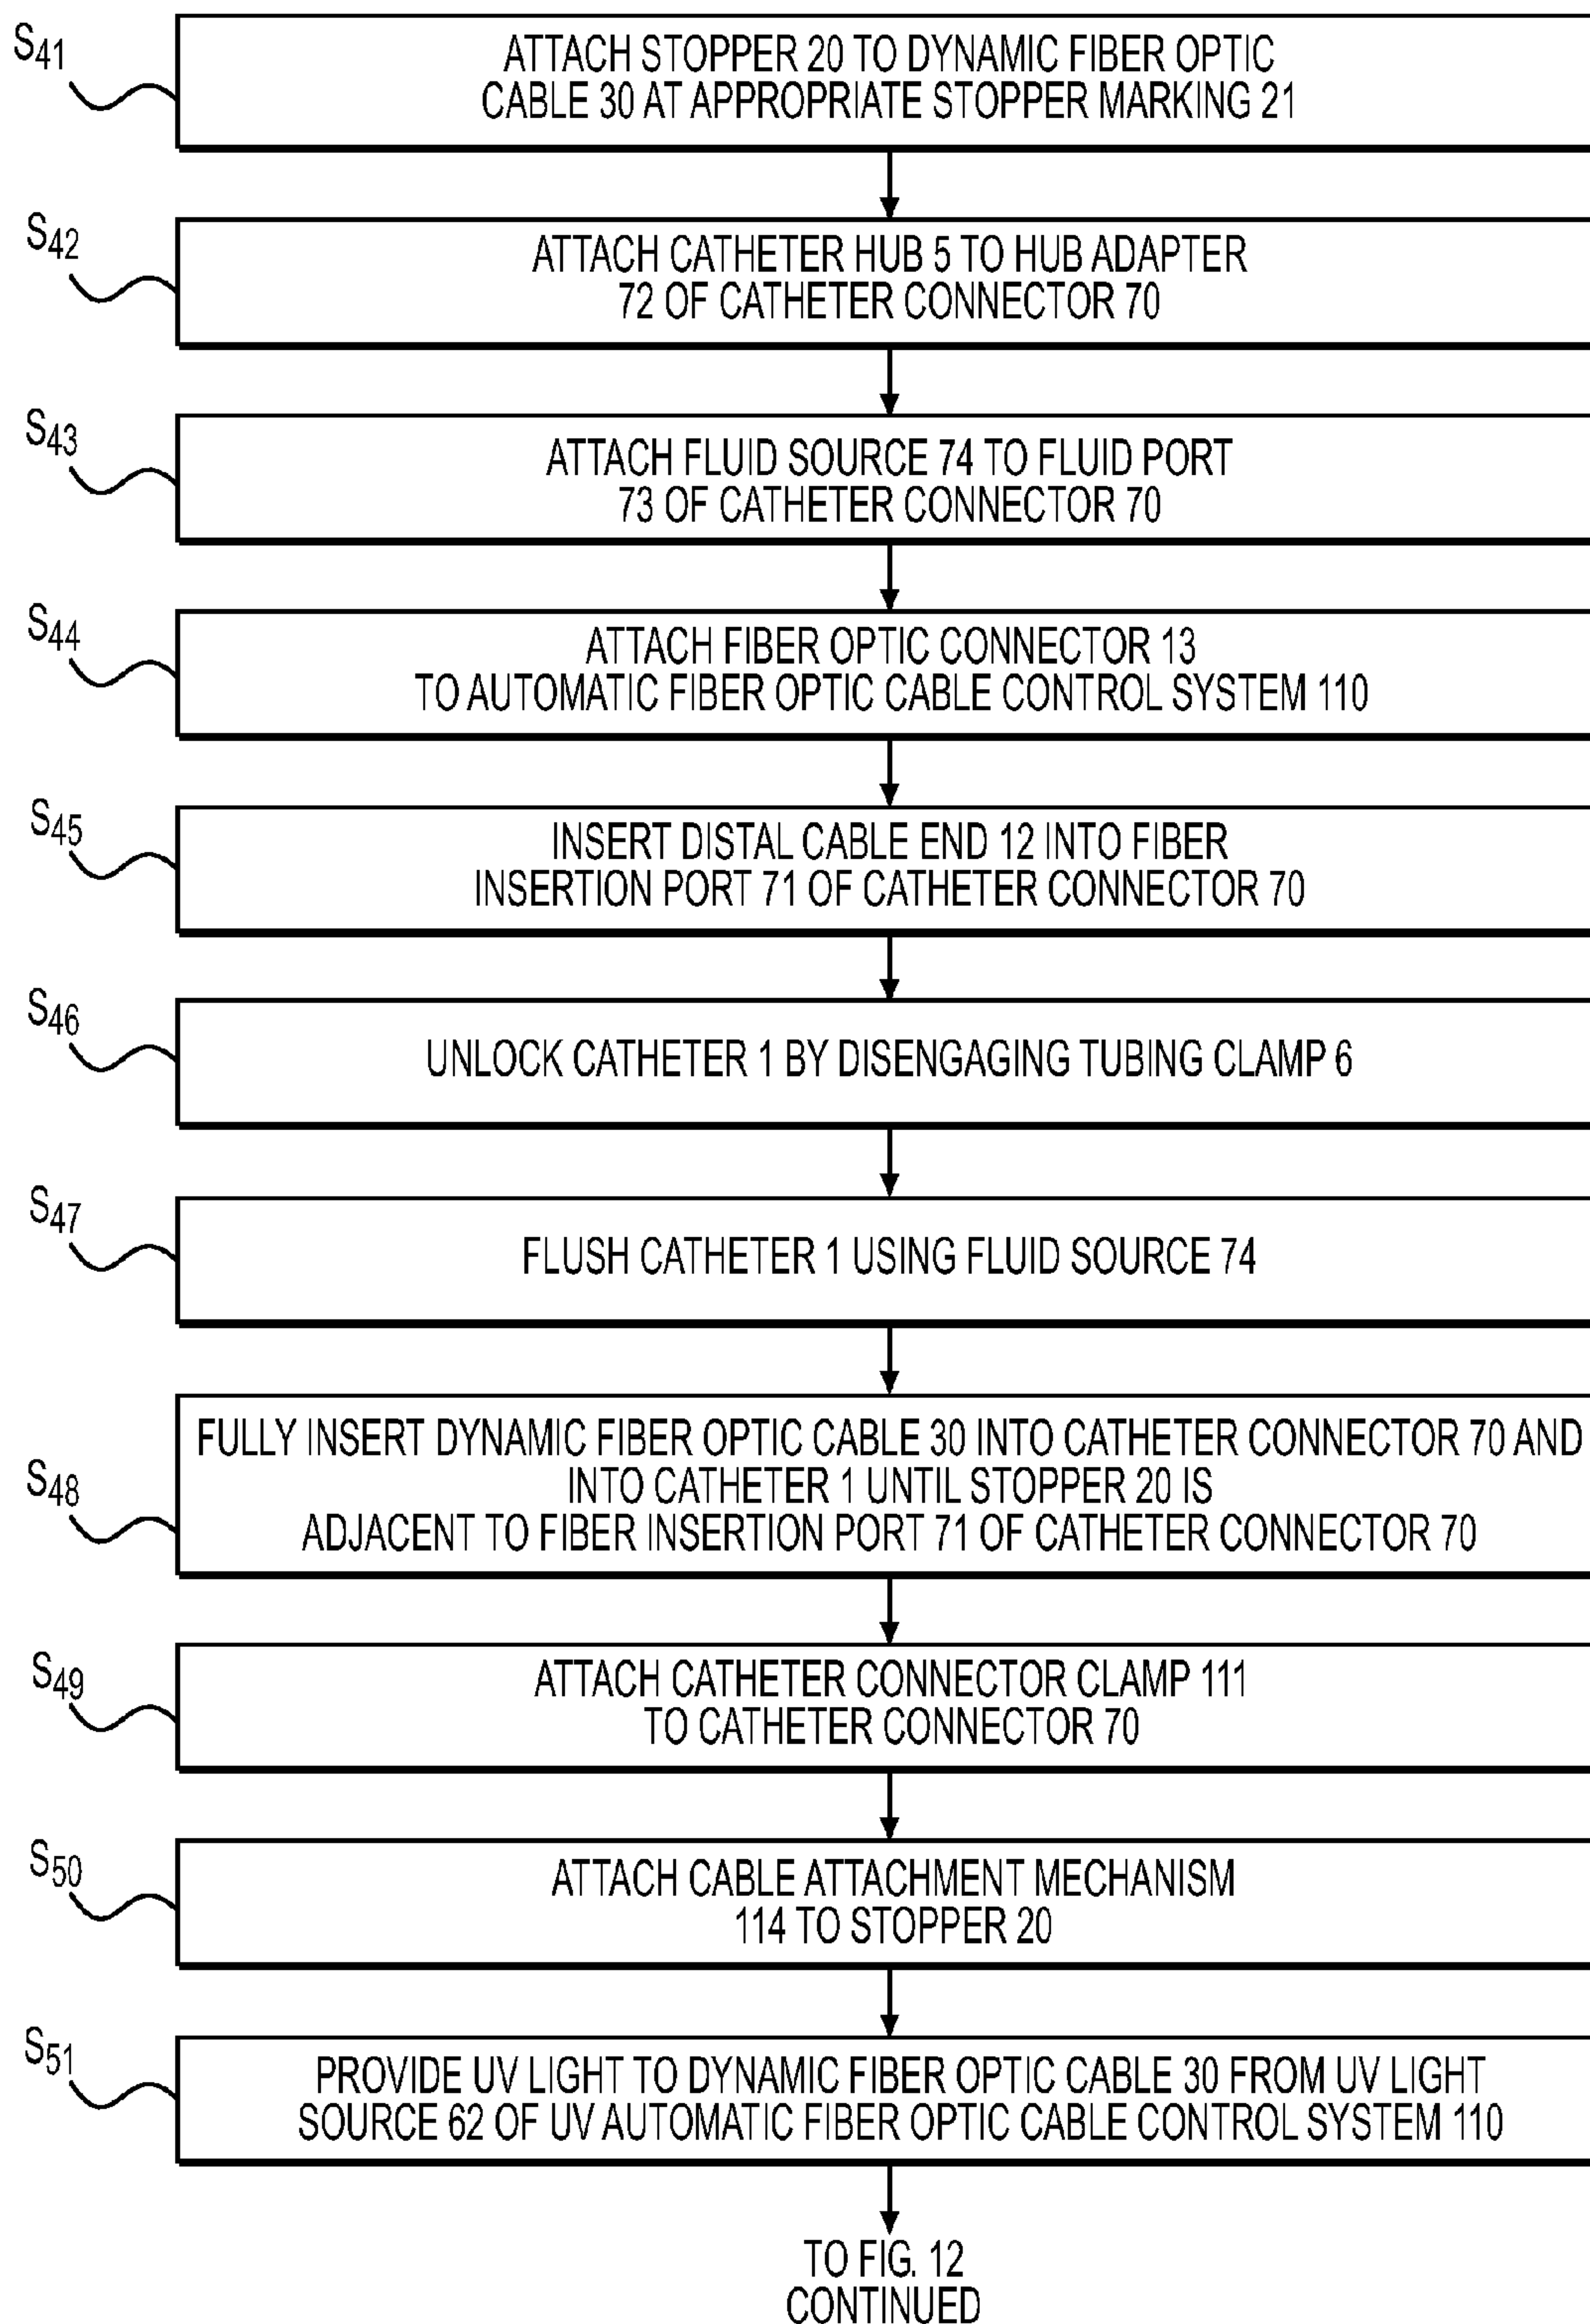 S41
ATTACH STOPPER 20 TO DYNAMIC FIBER OPTIC
CABLE 30 AT APPROPRIATE STOPPER MARKING 21
S42
ATTACH CATHETER HUB 5 TO HUB ADAPTER
72 OF CATHETER CONNECTOR 70
S43
ATTACH FLUID SOURCE 74 TO FLUID PORT
73 OF CATHETER CONNECTOR 70
S44
ATTACH FIBER OPTIC CONNECTOR 13
TO AUTOMATIC FIBER OPTIC CABLE CONTROL SYSTEM 110
S45
INSERT DISTAL CABLE END 12 INTO FIBER
INSERTION PORT 71 OF CATHETER CONNECTOR 70
S46
UNLOCK CATHETER 1 BY DISENGAGING TUBING CLAMP 6
S47
FLUSH CATHETER 1 USING FLUID SOURCE 74
S48
FULLY INSERT DYNAMIC FIBER OPTIC CABLE 30 INTO CATHETER CONNECTOR 70 AND
INTO CATHETER 1 UNTIL STOPPER 20 IS
ADJACENT TO FIBER INSERTION PORT 71 OF CATHETER CONNECTOR 70
S49
ATTACH CATHETER CONNECTOR CLAMP 111
TO CATHETER CONNECTOR 70
S50
ATTACH CABLE ATTACHMENT MECHANISM
114 TO STOPPER 20
S51
PROVIDE UV LIGHT TO DYNAMIC FIBER OPTIC CABLE 30 FROM UV LIGHT
SOURCE 62 OF UV AUTOMATIC FIBER OPTIC CABLE CONTROL SYSTEM 110
TO FIG. 12
CONTINUED